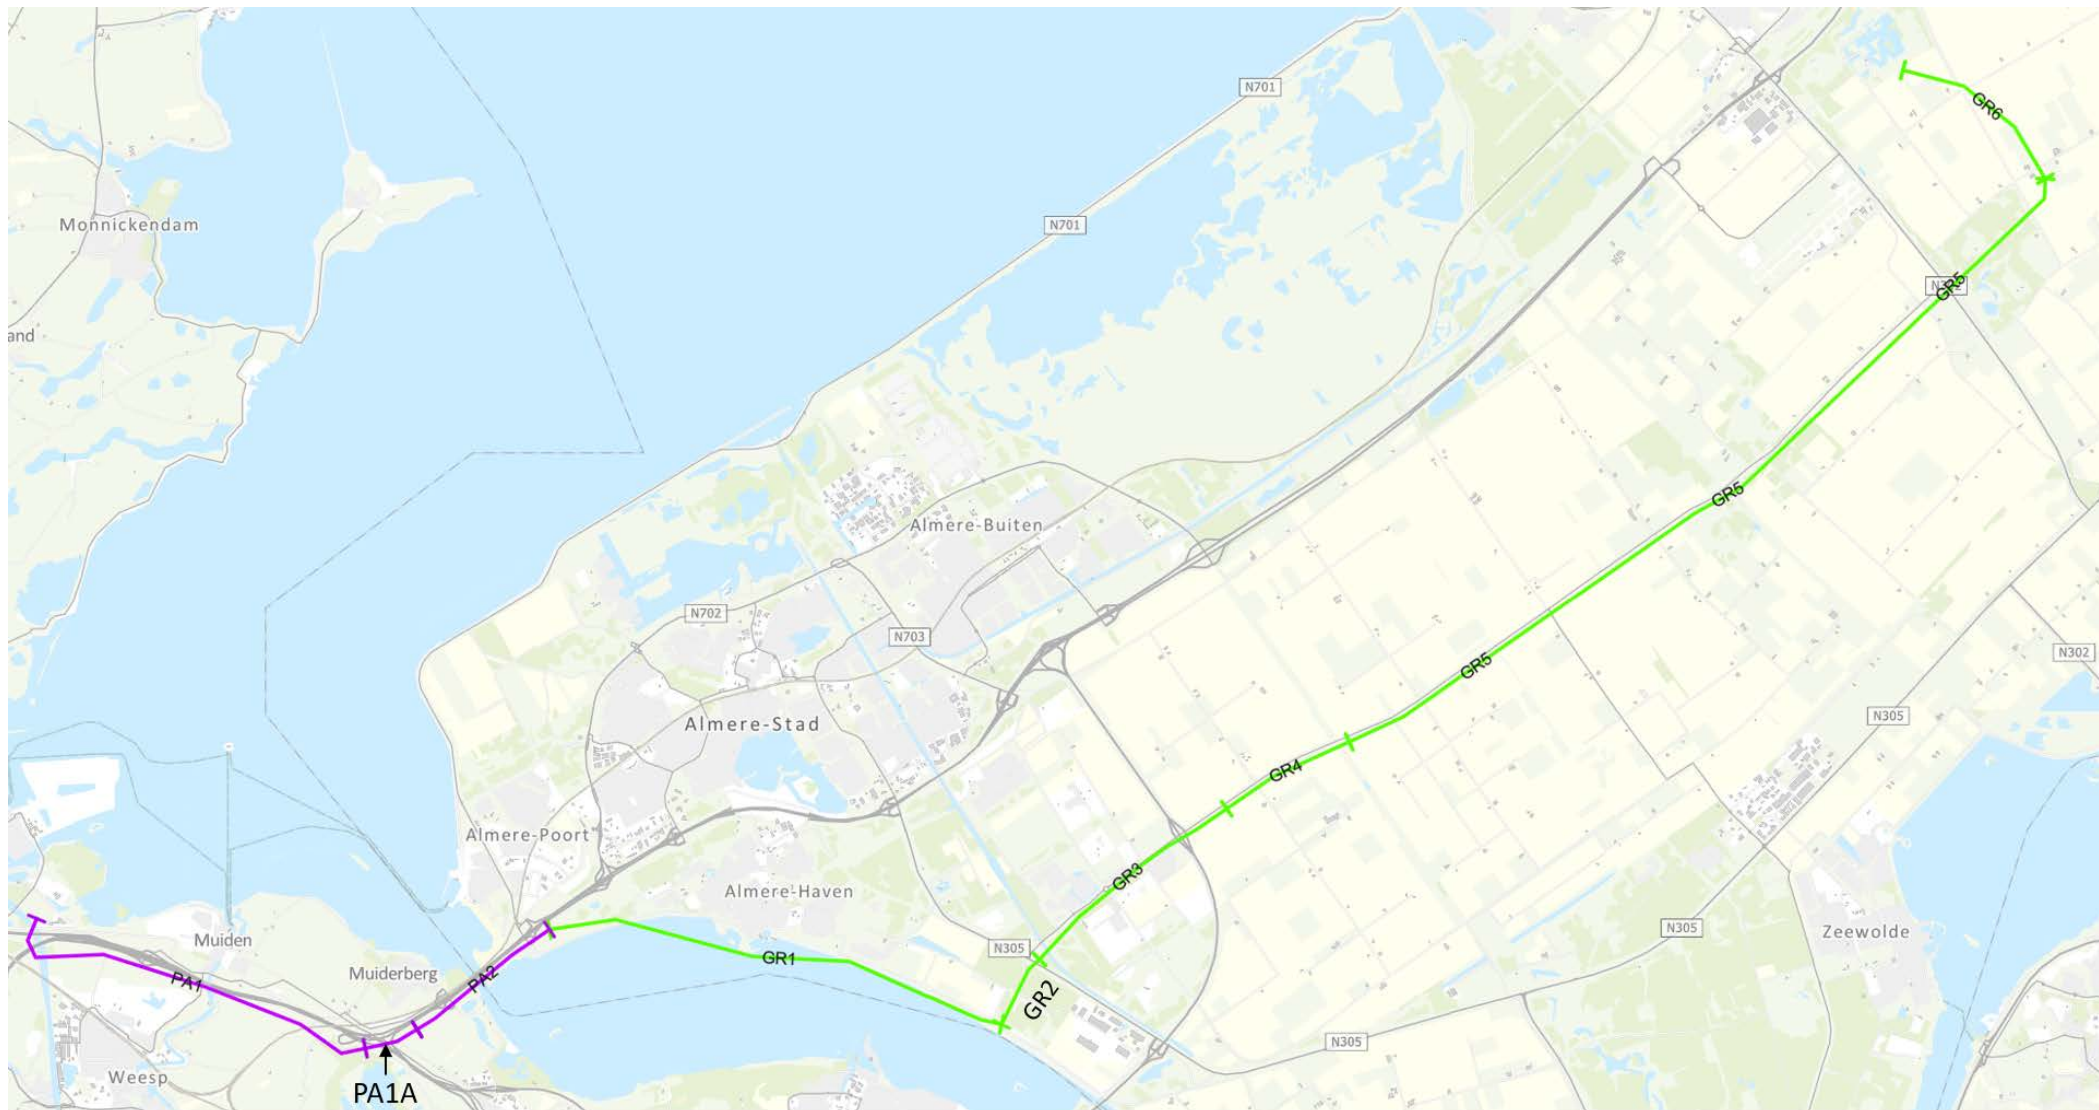 N701
GR6
N701
Monnickendam
GR5
and
GR5
Almere-Buiten
N702
N703
GR5
N302
Almere-Stad
N305
GR4
Almere-Poort
Almere-Haven
GR3
N305
Zeewolde
Muiden
N305
GR1
Muiderberg
PA2
PA1
GR2
N305
Weesp
PA1A